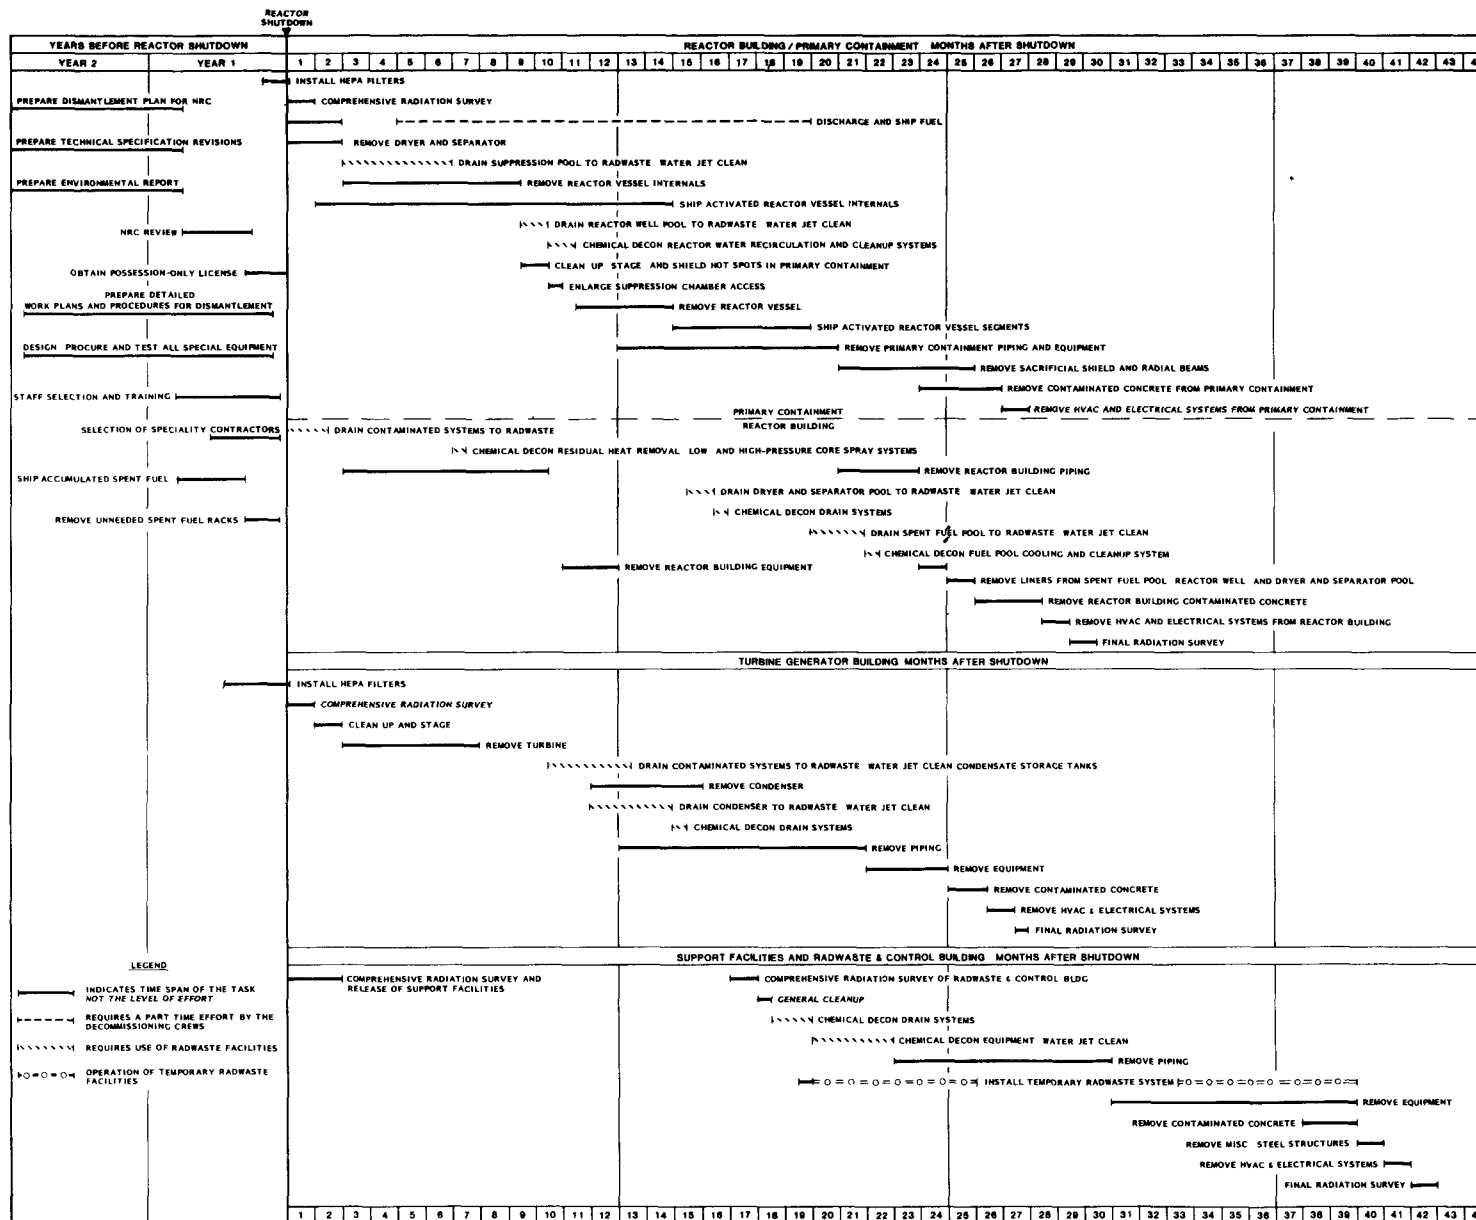 REACTOR
SHUTDOWN
YEARS BEFORE REACTOR SHUTDOWN
REACTOR BUILDING / PRIMARY CONTAINMENT MONTHS AFTER SHUTDOWN
YEAR 2 YEAR 1 1 2 3 4 5 6 7 8 9 10 11 12 13 14 15 16 17 18 19 20 21 22 23 24 25 26 27 28 29 30 31 32 33 34 35 36 37 38 39 40 41 42 43
INSTALL HEPA FILTERS
PREPARE DISMANTLEMENT PLAN FOR NRC
COMPREHENSIVE RADIATION SURVEY
DISCHARGE AND SHIP FUEL
PREPARE TECHNICAL SPECIFICATION REVISIONS
REMOVE DRYER AND SEPARATOR
DRAIN SUPPRESSION POOL TO RADWASTE WATER JET CLEAN
PREPARE ENVIRONMENTAL REPORT
REMOVE REACTOR VESSEL INTERNALS
SHIP ACTIVATED REACTOR VESSEL INTERNALS
DRAIN REACTOR WELL POOL TO RADWASTE WATER JET CLEAN
NRC REVIEW
CHEMICAL DECON REACTOR WATER RECIRCULATION AND CLEANUP SYSTEMS
CLEAN UP STAGE AND SHIELD HOT SPOTS IN PRIMARY CONTAINMENT
OBTAIN POSSESSION-ONLY LICENSE
ENLARGE SUPPRESSION CHAMBER ACCESS
PREPARE DETAILED
WORK PLANS AND PROCEDURES FOR DISMANTLEMENT
REMOVE REACTOR VESSEL
SHIP ACTIVATED REACTOR VESSEL SEGMENTS
DESIGN PROCURE AND TEST ALL SPECIAL EQUIPMENT
REMOVE PRIMARY CONTAINMENT PIPING AND EQUIPMENT
REMOVE SACRIFICIAL SHIELD AND RADIAL BEAMS
REMOVE CONTAMINATED CONCRETE FROM PRIMARY CONTAINMENT
STAFF SELECTION AND TRAINING
REMOVE HVAC AND ELECTRICAL SYSTEMS FROM PRIMARY CONTAINMENT
PRIMARY CONTAINMENT
REACTOR BUILDING
SELECTION OF SPECIALITY CONTRACTORS
DRAIN CONTAMINATED SYSTEMS TO RADWASTE
CHEMICAL DECON RESIDUAL HEAT REMOVAL LOW AND HIGH-PRESSURE CORE SPRAY SYSTEMS
REMOVE REACTOR BUILDING PIPING
SHIP ACCUMULATED SPENT FUEL
DRAIN DRYER AND SEPARATOR POOL TO RADWASTE WATER JET CLEAN
CHEMICAL DECON DRAIN SYSTEMS
REMOVE UNNEEDED SPENT FUEL RACKS
DRAIN SPENT FUEL POOL TO RADWASTE WATER JET CLEAN
CHEMICAL DECON FUEL POOL COOLING AND CLEANUP SYSTEM
REMOVE REACTOR BUILDING EQUIPMENT
REMOVE LINERS FROM SPENT FUEL POOL REACTOR WELL AND DRYER AND SEPARATOR POOL
REMOVE REACTOR BUILDING CONTAMINATED CONCRETE
REMOVE HVAC AND ELECTRICAL SYSTEMS FROM REACTOR BUILDING
FINAL RADIATION SURVEY
TURBINE GENERATOR BUILDING MONTHS AFTER SHUTDOWN
INSTALL HEPA FILTERS
COMPREHENSIVE RADIATION SURVEY
CLEAN UP AND STAGE
REMOVE TURBINE
DRAIN CONTAMINATED SYSTEMS TO RADWASTE WATER JET CLEAN CONDENSATE STORAGE TANKS
REMOVE CONDENSER
DRAIN CONDENSER TO RADWASTE WATER JET CLEAN
CHEMICAL DECON DRAIN SYSTEMS
REMOVE PIPING
REMOVE EQUIPMENT
REMOVE CONTAMINATED CONCRETE
REMOVE HVAC & ELECTRICAL SYSTEMS
FINAL RADIATION SURVEY
SUPPORT FACILITIES AND RADWASTE & CONTROL BUILDING MONTHS AFTER SHUTDOWN
LEGEND
INDICATES TIME SPAN OF THE TASK
NOT THE LEVEL OF EFFORT
REQUIRES A PART TIME EFFORT BY THE
DECOMMISSIONING CREWS
REQUIRES USE OF RADWASTE FACILITIES
OPERATION OF TEMPORARY RADWASTE
FACILITIES
COMPREHENSIVE RADIATION SURVEY AND
RELEASE OF SUPPORT FACILITIES
COMPREHENSIVE RADIATION SURVEY OF RADWASTE & CONTROL BLDG
GENERAL CLEANUP
CHEMICAL DECON DRAIN SYSTEMS
CHEMICAL DECON EQUIPMENT WATER JET CLEAN
REMOVE PIPING
INSTALL TEMPORARY RADWASTE SYSTEM
REMOVE EQUIPMENT
REMOVE CONTAMINATED CONCRETE
REMOVE MISC STEEL STRUCTURES
REMOVE HVAC & ELECTRICAL SYSTEMS
FINAL RADIATION SURVEY
1 2 3 4 5 6 7 8 9 10 11 12 13 14 15 16 17 18 19 20 21 22 23 24 25 26 27 28 29 30 31 32 33 34 35 36 37 38 39 40 41 42 43